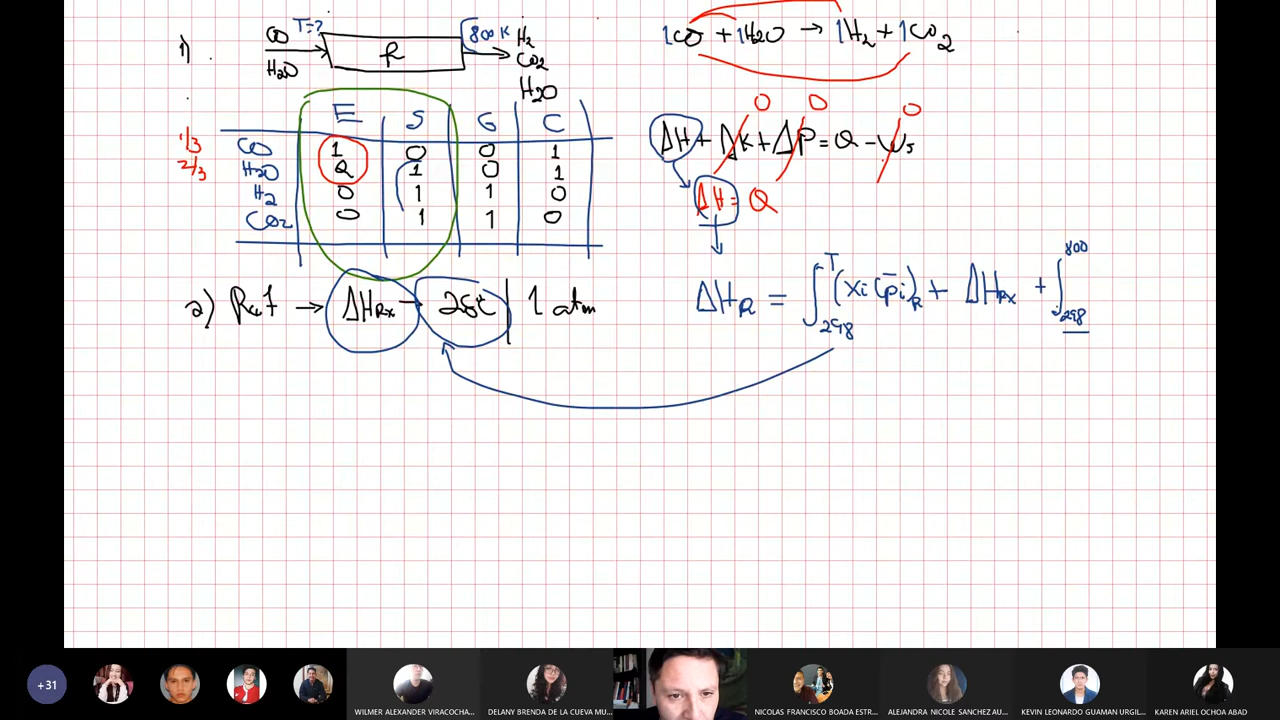 1)
CO T=? 800 K H2
H2O R CO2
H2O
1CO + 1H2O → 1H2 + 1CO2
E S G C
1/3 CO 1 0 0 1
2/3 H2O 2 1 0 1
H2 0 1 1 0
CO2 0 1 1 0
0 0 0
ΔH + ΔK + ΔP = Q - Ws
ΔH = Q
2) Ref → ΔHRx → 25°C | 1 atm
ΔHR = ∫298^T (xi Cpi)R + ΔHRx + ∫298^800
+31
WILMER ALEXANDER VIRACOCHA...
DELANY BRENDA DE LA CUEVA MU...
NICOLAS FRANCISCO BOADA ESTR...
ALEJANDRA NICOLE SANCHEZ AU...
KEVIN LEONARDO GUAMAN URGIL...
KAREN ARIEL OCHOA ABAD